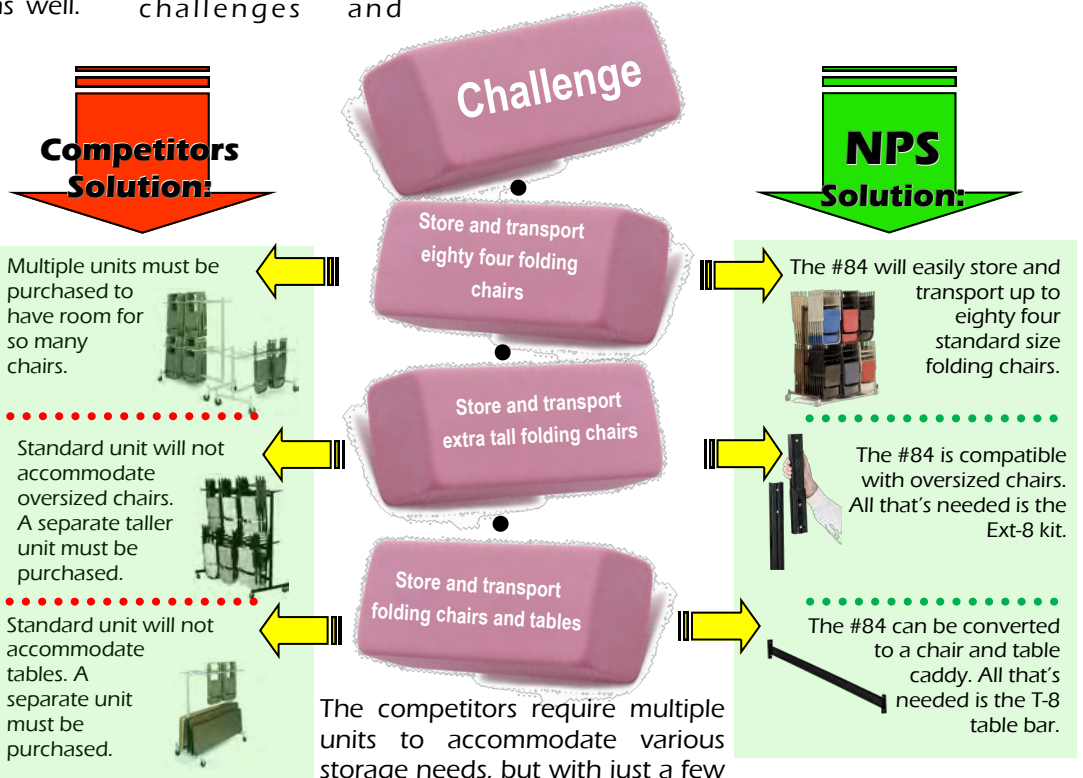 as well.
challenges and
Challenge
Competitors
Solution:
NPS
Solution:
Store and transport
eighty four folding
chairs
Multiple units must be
purchased to
have room for
so many
chairs.
The #84 will easily store and
transport up to
eighty four
standard size
folding chairs.
Store and transport
extra tall folding chairs
Standard unit will not
accommodate
oversized chairs.
A separate taller
unit must be
purchased.
The #84 is compatible
with oversized chairs.
All that's needed is the
Ext-8 kit.
Store and transport
folding chairs and tables
Standard unit will not
accommodate
tables. A
separate unit
must be
purchased.
The #84 can be converted
to a chair and table
caddy. All that's
needed is the T-8
table bar.
The competitors require multiple
units to accommodate various
storage needs, but with just a few